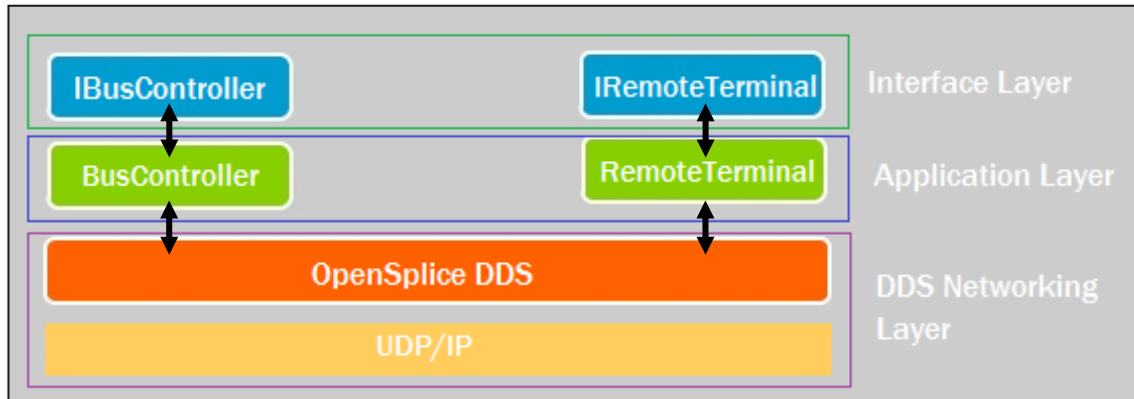 IBusController
IRemoteTerminal
Interface Layer
BusController
RemoteTerminal
Application Layer
OpenSplice DDS
UDP/IP
DDS Networking
Layer